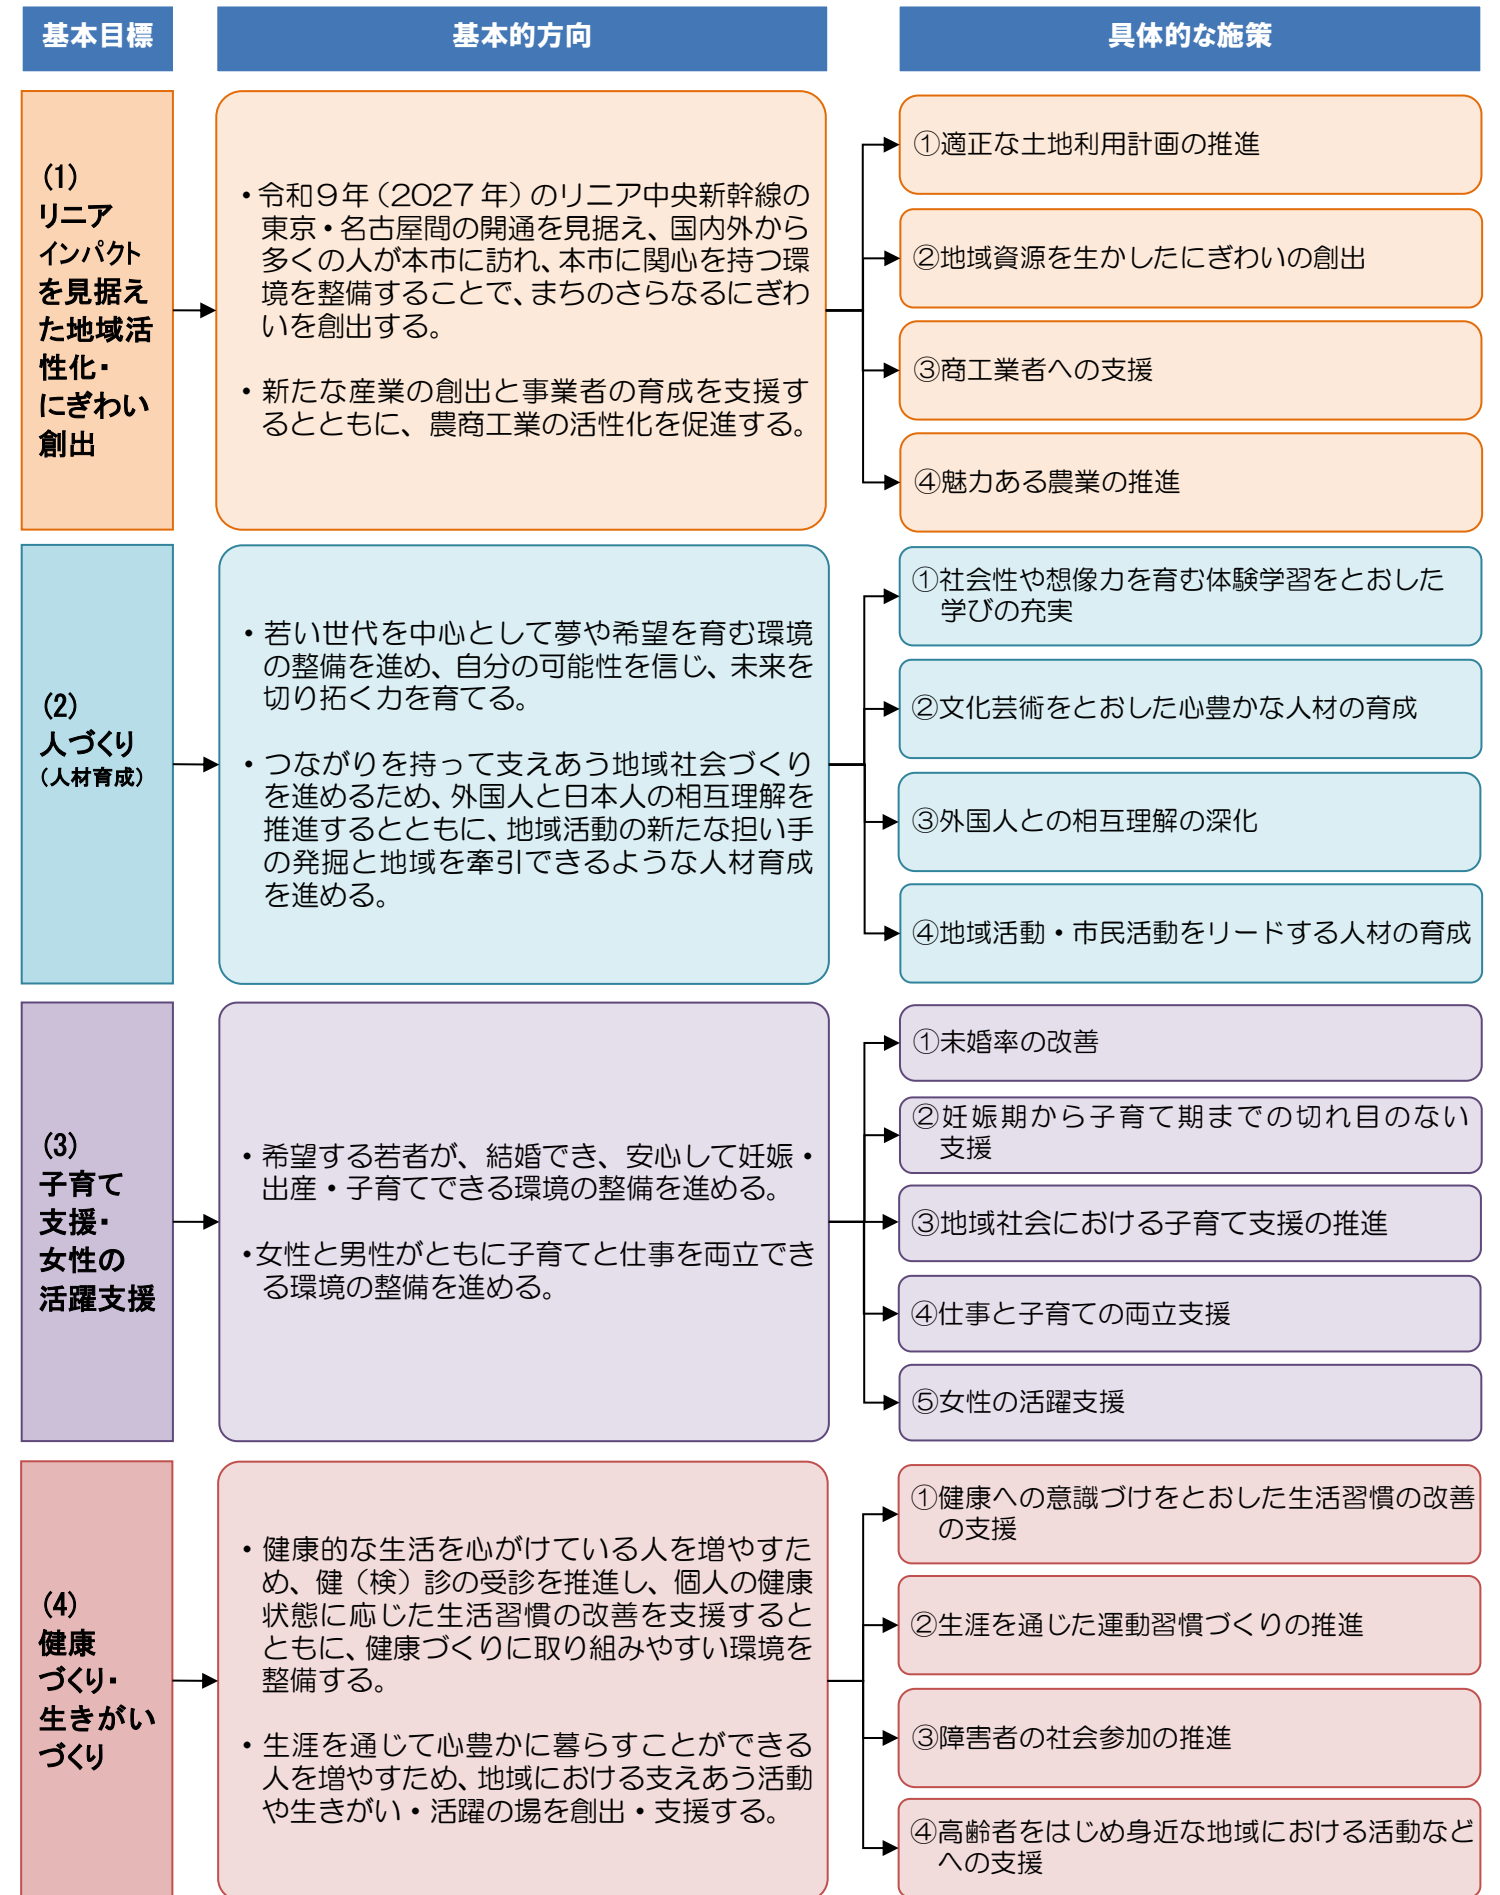 基本目標
基本的方向
具体的な施策
(1)
リニア
インパクト
を見据え
た地域活
性化・
にぎわい
創出
・令和９年（2027 年）のリニア中央新幹線の
東京・名古屋間の開通を見据え、国内外から
多くの人が本市に訪れ、本市に関心を持つ環
境を整備することで、まちのさらなるにぎわ
いを創出する。
・新たな産業の創出と事業者の育成を支援す
るとともに、農商工業の活性化を促進する。
①適正な土地利用計画の推進
②地域資源を生かしたにぎわいの創出
③商工業者への支援
④魅力ある農業の推進
(2)
人づくり
（人材育成）
・若い世代を中心として夢や希望を育む環境
の整備を進め、自分の可能性を信じ、未来を
切り拓く力を育てる。
・つながりを持って支えあう地域社会づくり
を進めるため、外国人と日本人の相互理解を
推進するとともに、地域活動の新たな担い手
の発掘と地域を牽引できるような人材育成
を進める。
①社会性や想像力を育む体験学習をとおした
学びの充実
②文化芸術をとおした心豊かな人材の育成
③外国人との相互理解の深化
④地域活動・市民活動をリードする人材の育成
(3)
子育て
支援・
女性の
活躍支援
・希望する若者が、結婚でき、安心して妊娠・
出産・子育てできる環境の整備を進める。
・女性と男性がともに子育てと仕事を両立でき
る環境の整備を進める。
①未婚率の改善
②妊娠期から子育て期までの切れ目のない
支援
③地域社会における子育て支援の推進
④仕事と子育ての両立支援
⑤女性の活躍支援
(4)
健康
づくり・
生きがい
づくり
・健康的な生活を心がけている人を増やすた
め、健（検）診の受診を推進し、個人の健康
状態に応じた生活習慣の改善を支援すると
ともに、健康づくりに取り組みやすい環境を
整備する。
・生涯を通じて心豊かに暮らすことができる
人を増やすため、地域における支えあう活動
や生きがい・活躍の場を創出・支援する。
①健康への意識づけをとおした生活習慣の改善
の支援
②生涯を通じた運動習慣づくりの推進
③障害者の社会参加の推進
④高齢者をはじめ身近な地域における活動など
への支援